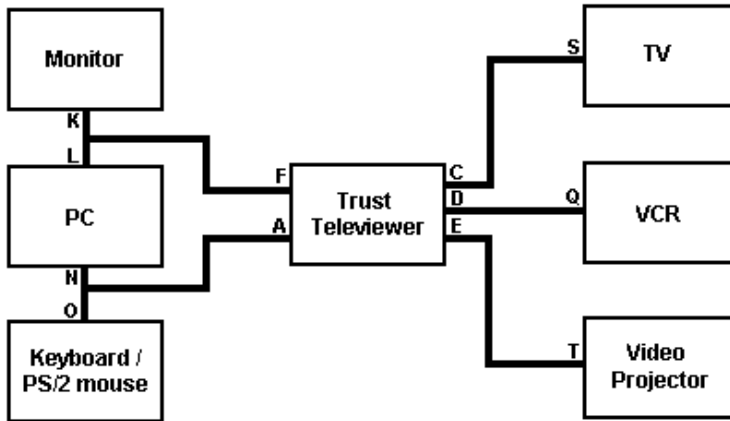 Monitor
K
L
PC
N
O
Keyboard /
PS/2 mouse
F
A
Trust
Televiewer
C
D
E
S
TV
Q
VCR
T
Video
Projector